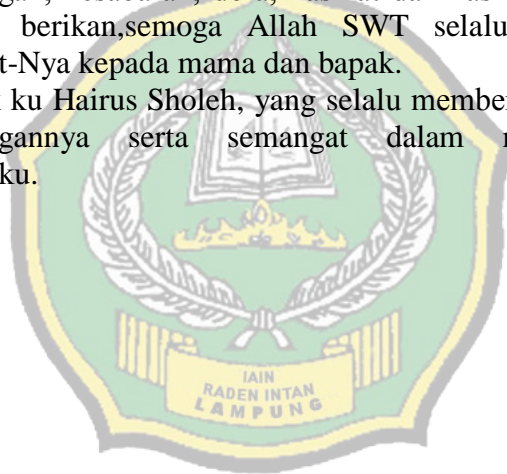 berikan,semoga Allah SWT selalu
t-Nya kepada mama dan bapak.
ku Hairus Sholeh, yang selalu member
gannya serta semangat dalam
ku.
IAIN
RADEN INTAN
LAMPUNG